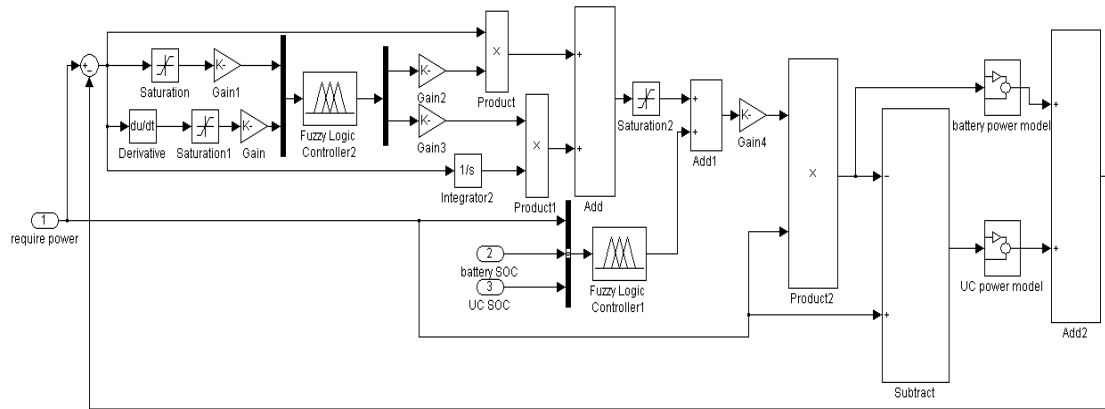 +
-
Saturation
K-
Gain1
du/dt
Derivative
Saturation1
K-
Gain
Fuzzy Logic
Controller2
K-
Gain2
K-
Gain3
X
Product
1/s
Integrator2
X
Product1
+
+
Add
Saturation2
+
+
Add1
K-
Gain4
X
Product2
battery power model
-
+
Subtract
UC power model
+
+
Add2
1
require power
2
battery SOC
3
UC SOC
Fuzzy Logic
Controller1